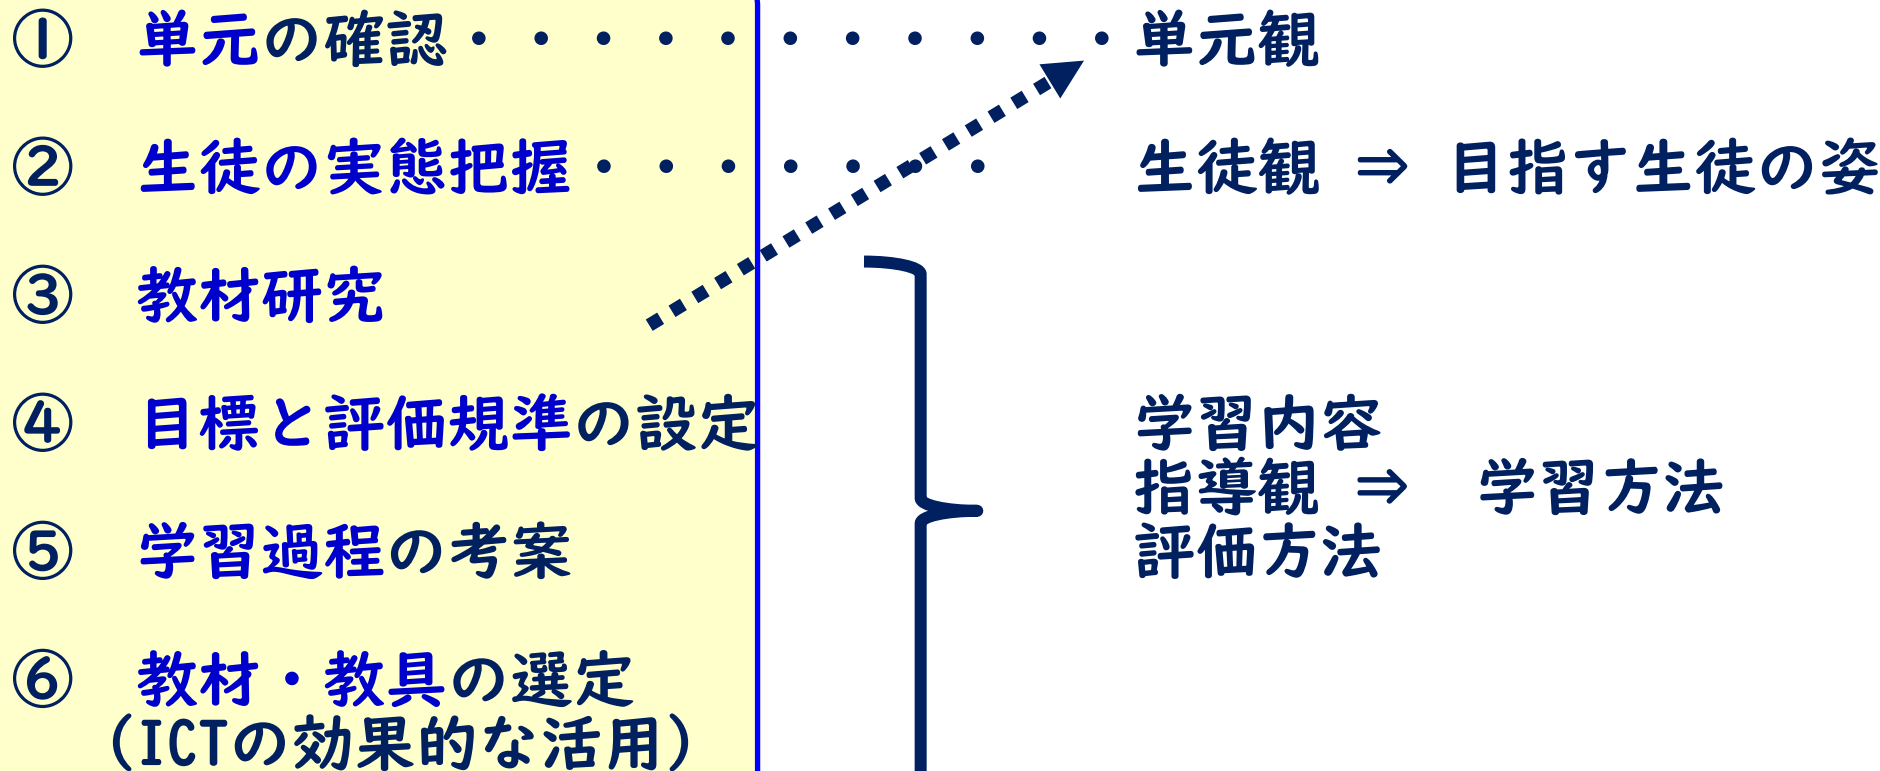 ① 単元の確認・・・・・・・・・・・単元観
② 生徒の実態把握・・・・・・・ 生徒観 ⇒ 目指す生徒の姿
③ 教材研究
④ 目標と評価規準の設定 学習内容
指導観 ⇒ 学習方法
⑤ 学習過程の考案 評価方法
⑥ 教材・教具の選定
(ICTの効果的な活用)